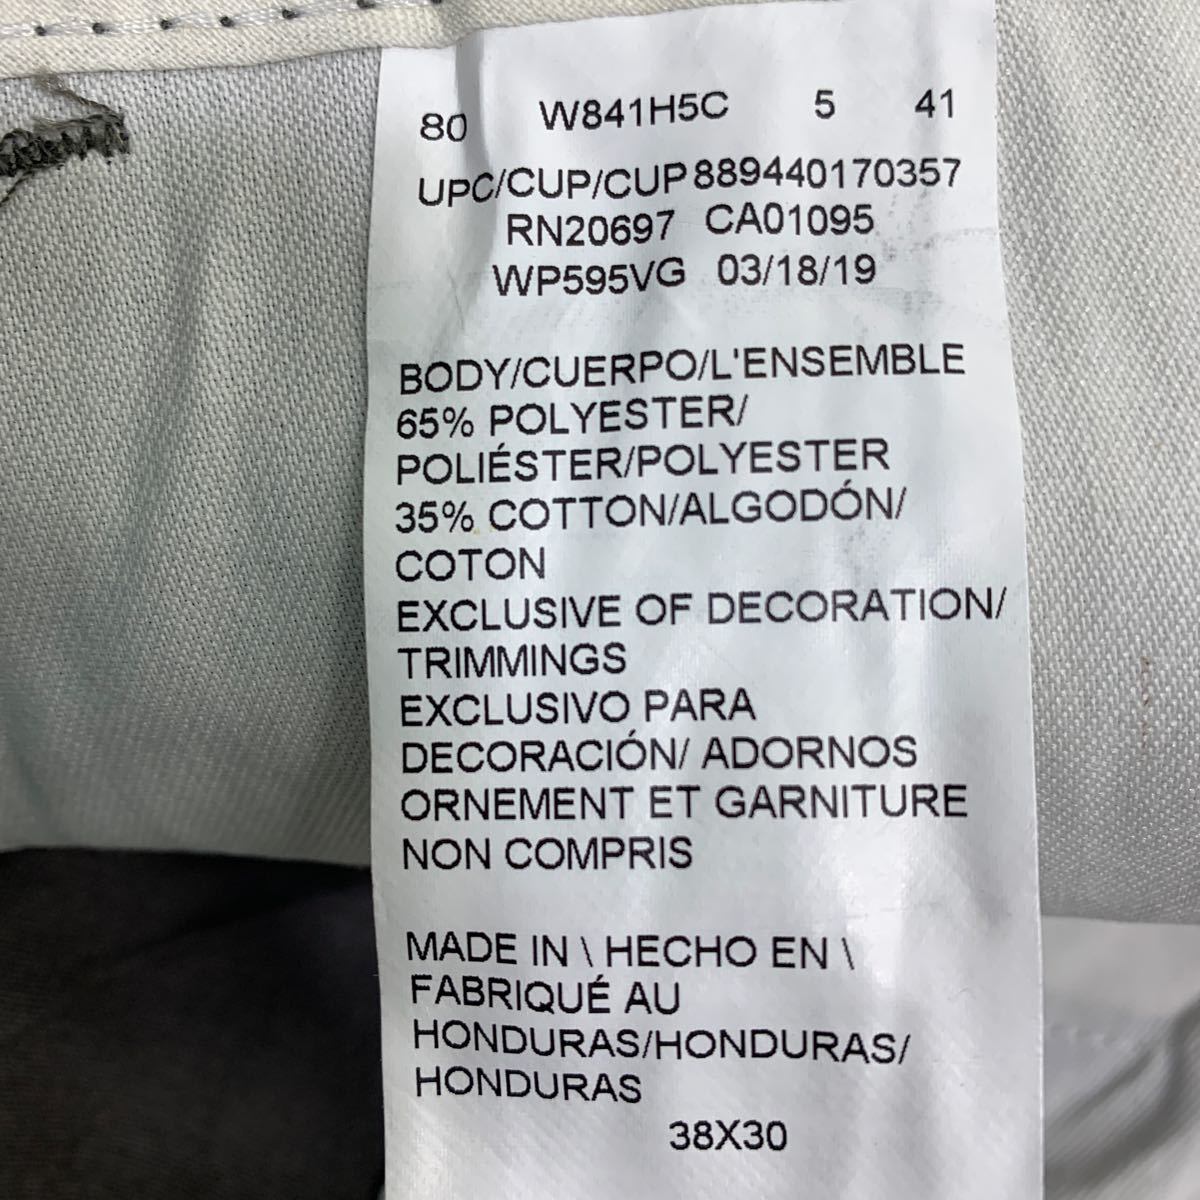 80 W841H5C 5 41
UPC/CUP/CUP 889440170357
RN20697 CA01095
WP595VG 03/18/19
BODY/CUERPO/L'ENSEMBLE
65% POLYESTER/
POLIÉSTER/POLYESTER
35% COTTON/ALGODÓN/
COTON
EXCLUSIVE OF DECORATION/
TRIMMINGS
EXCLUSIVO PARA
DECORACIÓN/ ADORNOS
ORNEMENT ET GARNITURE
NON COMPRIS
MADE IN \ HECHO EN \
FABRIQUÉ AU
HONDURAS/HONDURAS/
HONDURAS
38X30